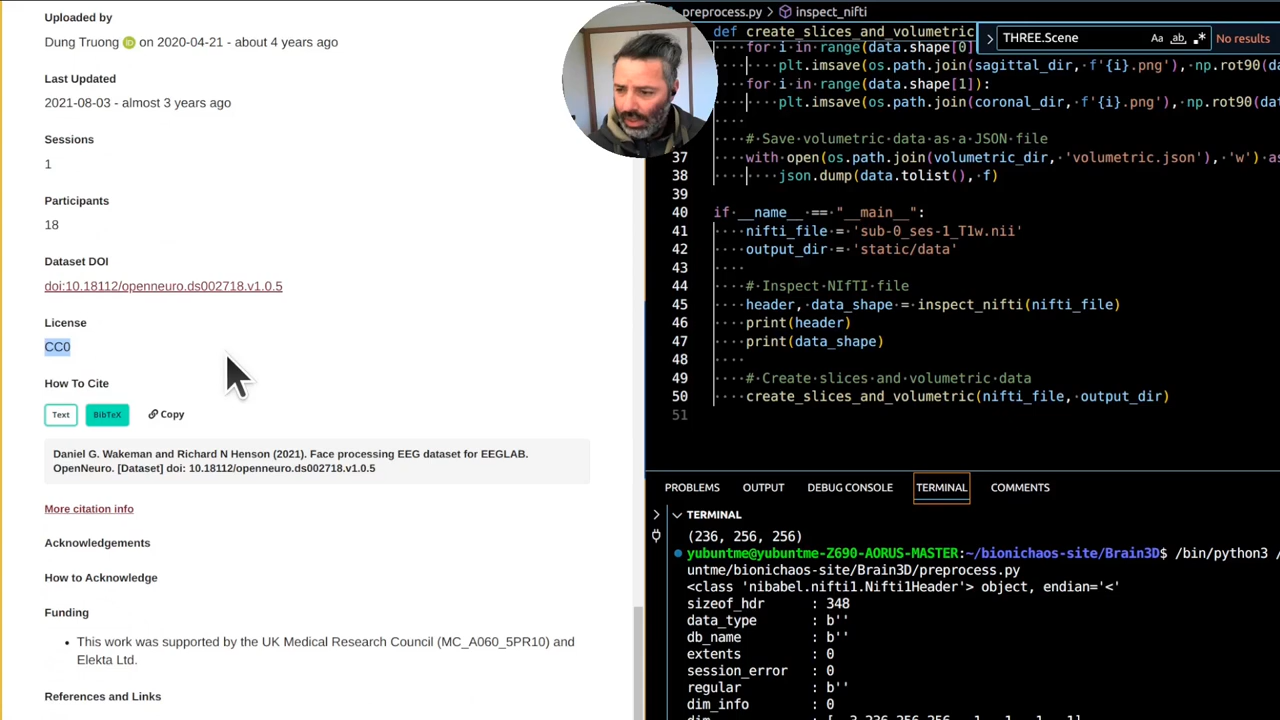 Uploaded by
Dung Truong on 2020-04-21 - about 4 years ago
Last Updated
2021-08-03 - almost 3 years ago
Sessions
1
Participants
18
Dataset DOI
doi:10.18112/openneuro.ds002718.v1.0.5
License
CC0
How To Cite
Text BibTeX Copy
Daniel G. Wakeman and Richard N Henson (2021). Face processing EEG dataset for EEGLAB.
OpenNeuro. [Dataset] doi: 10.18112/openneuro.ds002718.v1.0.5
More citation info
Acknowledgements
How to Acknowledge
Funding
• This work was supported by the UK Medical Research Council (MC_A060_5PR10) and
Elekta Ltd.
References and Links
preprocess.py > inspect_nifti
THREE.Scene Aa ab .* No results
def create_slices_and_volumetric
for i in range(data.shape[0]
plt.imsave(os.path.join(sagittal_dir, f'{i}.png'), np.rot90(da
for i in range(data.shape[1]):
plt.imsave(os.path.join(coronal_dir, f'{i}.png'), np.rot90(dat
# Save volumetric data as a JSON file
37 with open(os.path.join(volumetric_dir, 'volumetric.json'), 'w') as
38 json.dump(data.tolist(), f)
39
40 if __name__ == "__main__":
41 nifti_file = 'sub-0_ses-1_T1w.nii'
42 output_dir = 'static/data'
43
44 # Inspect NIfTI file
45 header, data_shape = inspect_nifti(nifti_file)
46 print(header)
47 print(data_shape)
48
49 # Create slices and volumetric data
50 create_slices_and_volumetric(nifti_file, output_dir)
51
PROBLEMS OUTPUT DEBUG CONSOLE TERMINAL COMMENTS
TERMINAL
(236, 256, 256)
yubuntme@yubuntme-Z690-AORUS-MASTER:~/bionichaos-site/Brain3D$ /bin/python3 /
untme/bionichaos-site/Brain3D/preprocess.py
<class 'nibabel.nifti1.Nifti1Header'> object, endian='<'
sizeof_hdr : 348
data_type : b''
db_name : b''
extents : 0
session_error : 0
regular : b''
dim_info : 0